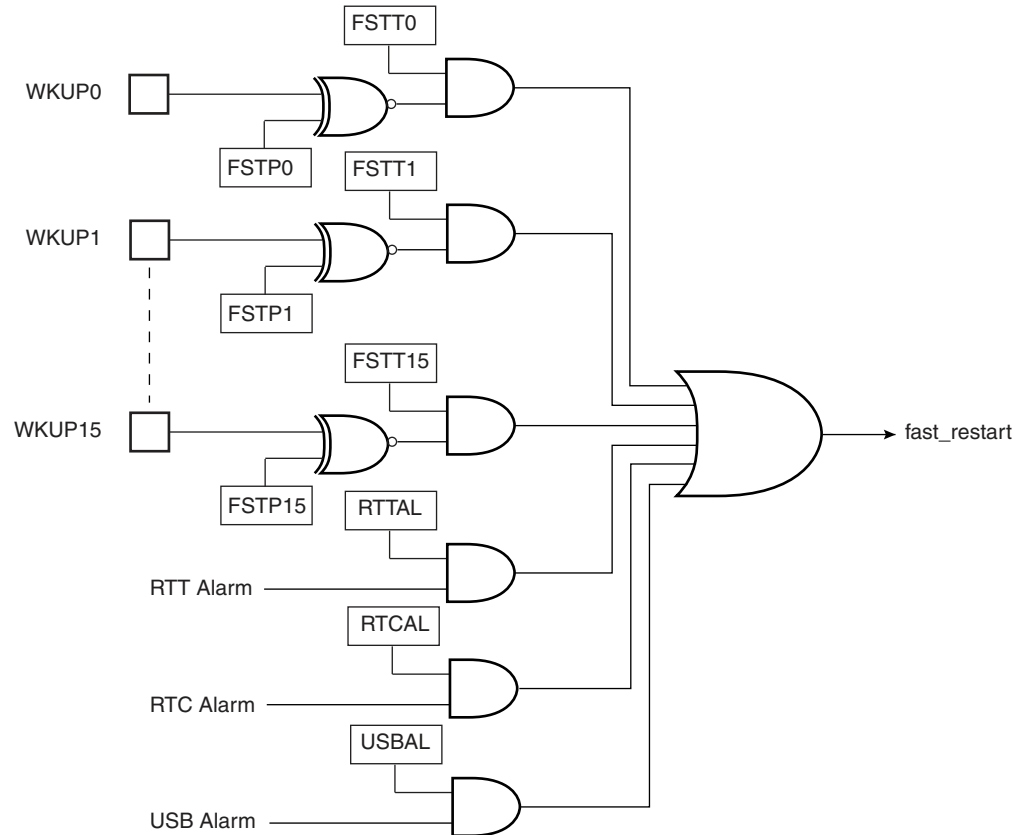 FSTT0
WKUP0
FSTP0
FSTT1
WKUP1
FSTP1
FSTT15
WKUP15
fast_restart
FSTP15
RTTAL
RTT Alarm
RTCAL
RTC Alarm
USBAL
USB Alarm